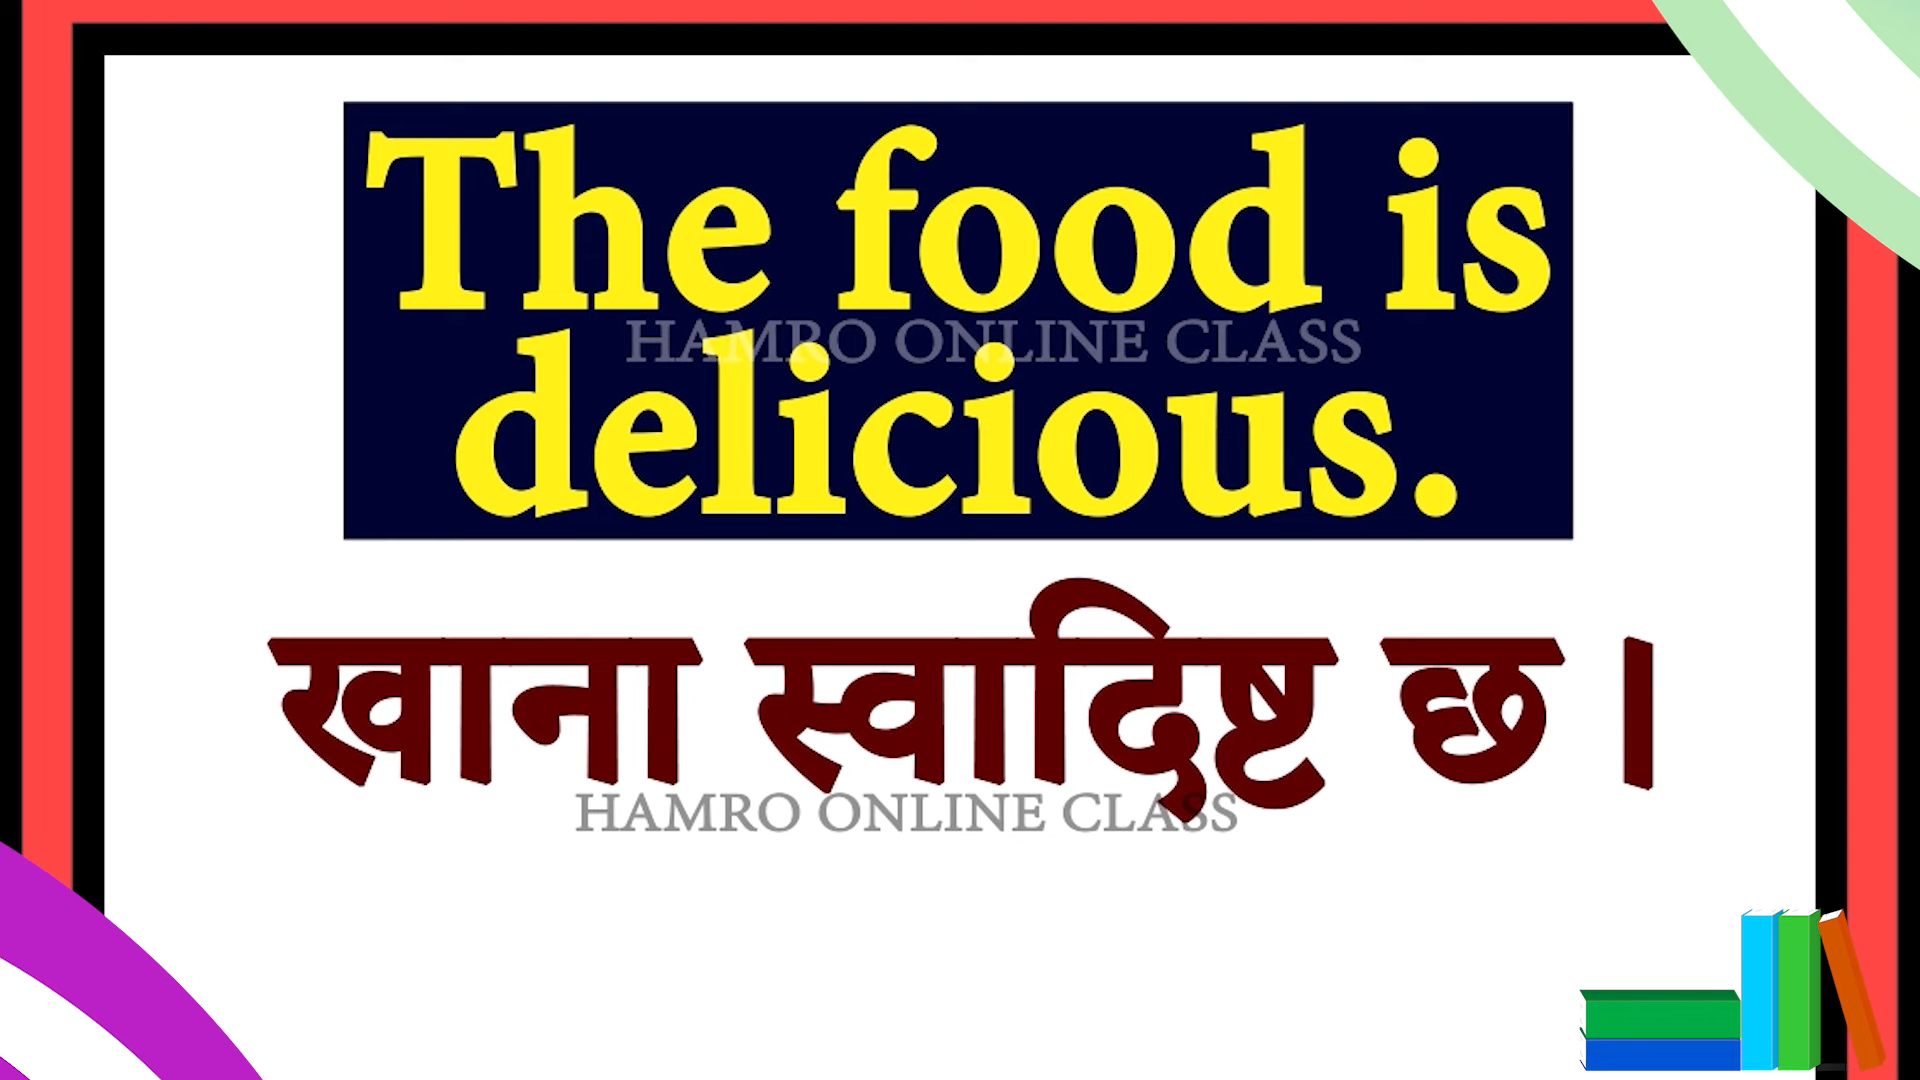 The food is
HAMRO ONLINE CLASS
delicious.
खाना स्वादिष्ट छ ।
HAMRO ONLINE CLASS